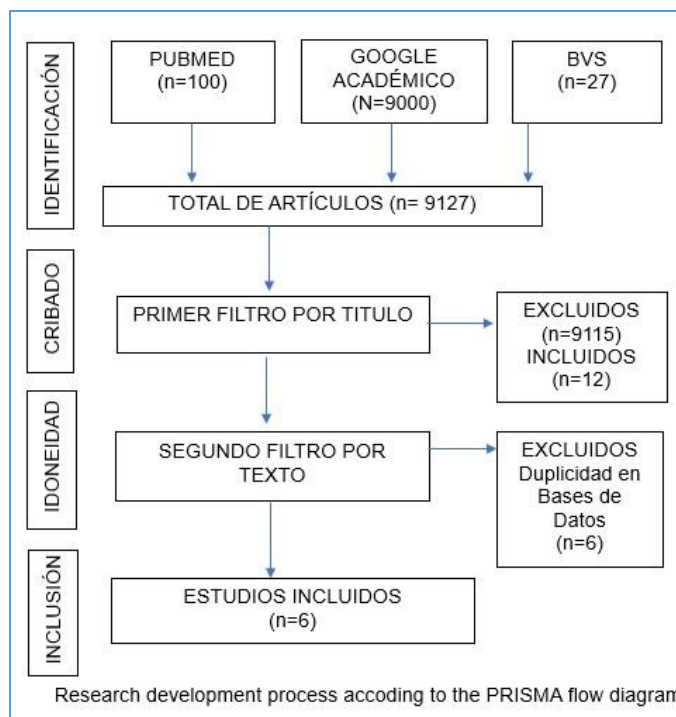 IDENTIFICACIÓN
PUBMED
(n=100)
GOOGLE
ACADÉMICO
(N=9000)
BVS
(n=27)
TOTAL DE ARTÍCULOS (n= 9127)
CRIBADO
PRIMER FILTRO POR TITULO
EXCLUIDOS
(n=9115)
INCLUIDOS
(n=12)
IDONEIDAD
SEGUNDO FILTRO POR
TEXTO
EXCLUIDOS
Duplicidad en
Bases de
Datos
(n=6)
INCLUSIÓN
ESTUDIOS INCLUIDOS
(n=6)
Research development process accoding to the PRISMA flow diagram